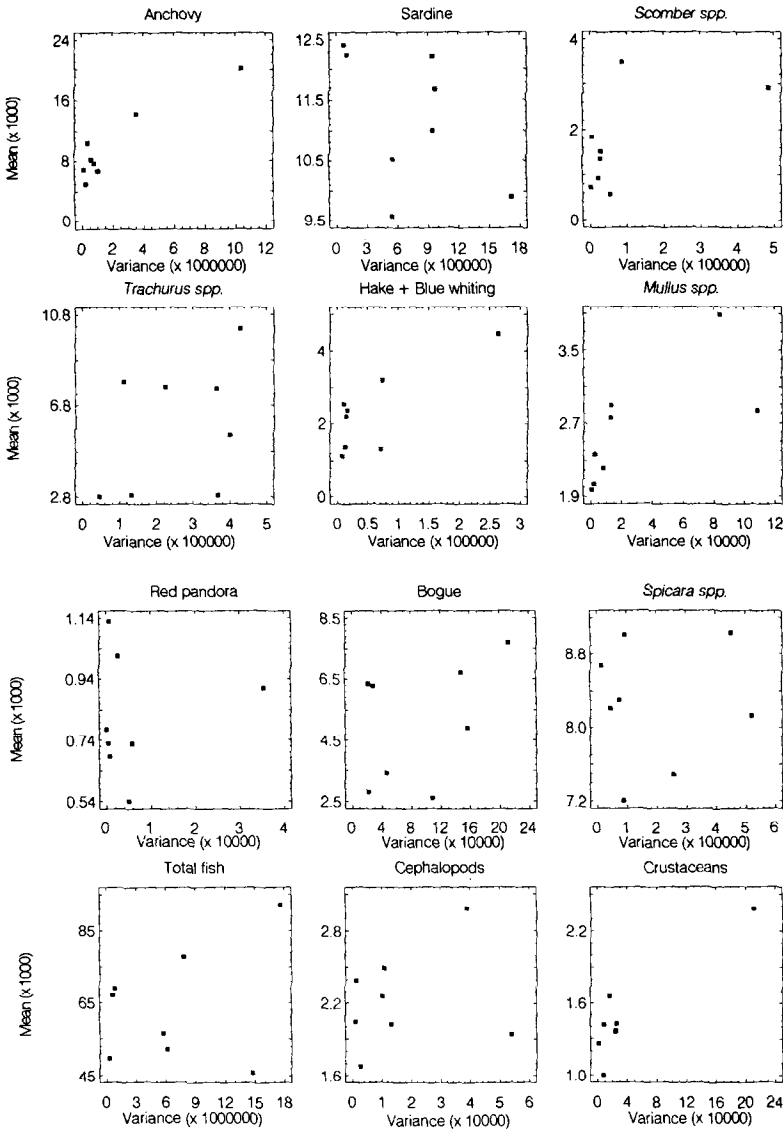 Anchovy
Sardine
Scomber spp.
Mean (x 1000)
24
16
8
0
12.5
11.5
10.5
9.5
4
2
0
0 2 4 6 8 10 12
0 3 6 9 12 15 18
0 1 2 3 4 5
Variance (x 1000000)
Variance (x 100000)
Variance (x 100000)
Trachurus spp.
Hake + Blue whiting
Mullus spp.
Mean (x 1000)
10.8
6.8
2.8
4
2
0
3.5
2.7
1.9
0 1 2 3 4 5
0 0.5 1 1.5 2 2.5 3
0 2 4 6 8 10 12
Variance (x 100000)
Variance (x 100000)
Variance (x 10000)
Red pandora
Bogue
Spicara spp.
Mean (x 1000)
1.14
0.94
0.74
0.54
8.5
6.5
4.5
2.5
8.8
8.0
7.2
0 1 2 3 4
0 4 8 12 16 20 24
0 1 2 3 4 5 6
Variance (x 10000)
Variance (x 10000)
Variance (x 100000)
Total fish
Cephalopods
Crustaceans
Mean (x 1000)
85
65
45
2.8
2.2
1.6
2.2
1.6
1.0
0 3 6 9 12 15 18
0 1 2 3 4 5 6
0 4 8 12 16 20 24
Variance (x 1000000)
Variance (x 10000)
Variance (x 10000)